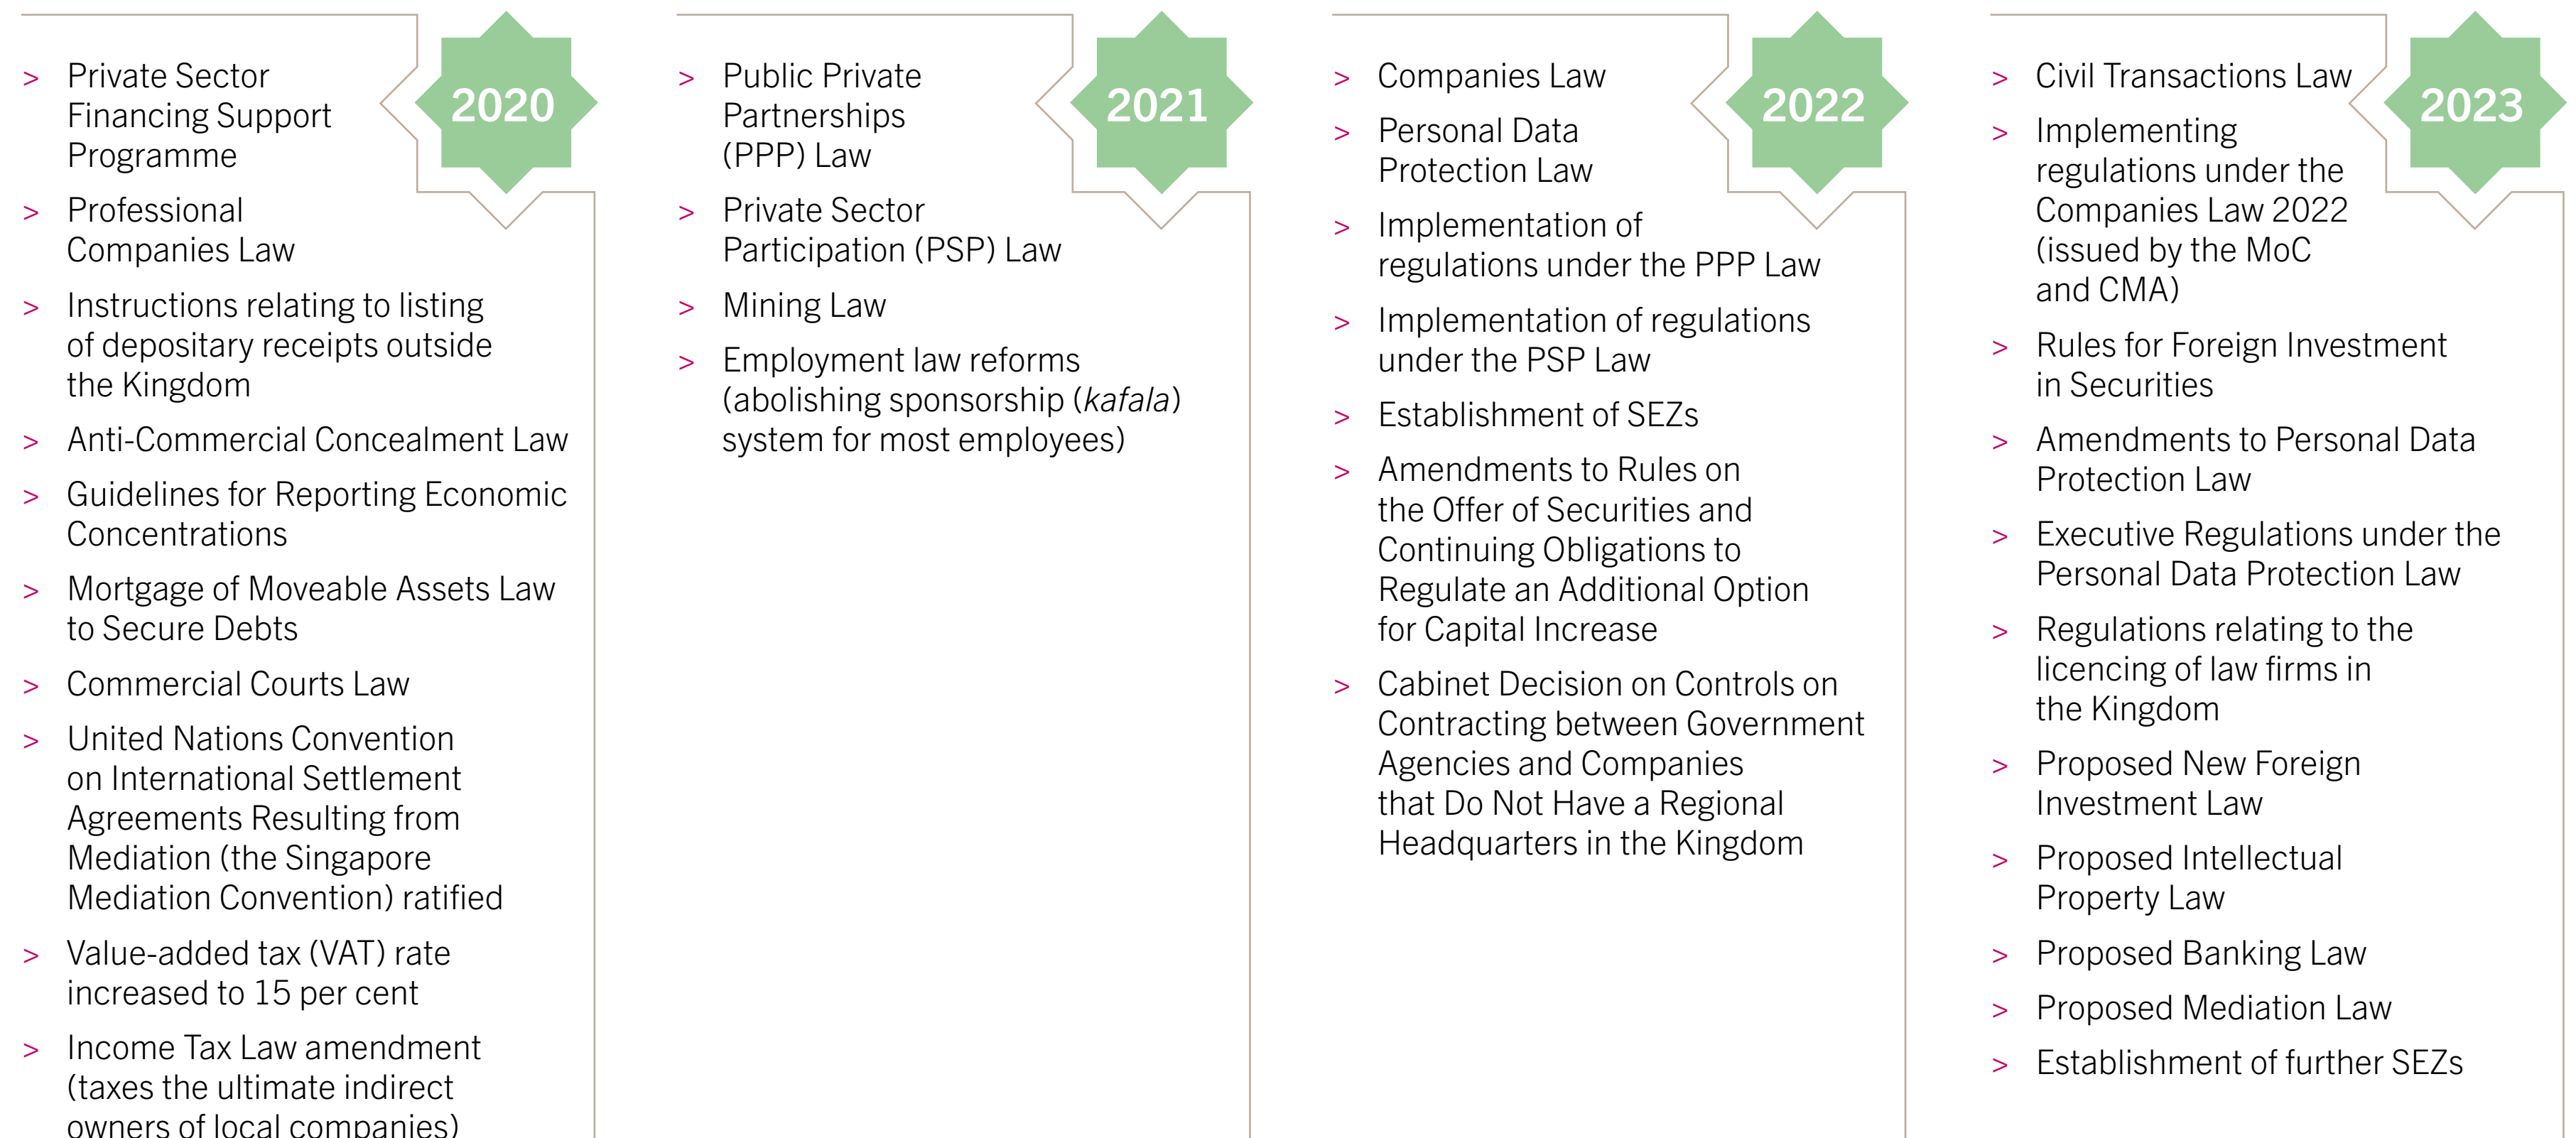 2020
> Private Sector
Financing Support
Programme
> Professional
Companies Law
> Instructions relating to listing
of depositary receipts outside
the Kingdom
> Anti-Commercial Concealment Law
> Guidelines for Reporting Economic
Concentrations
> Mortgage of Moveable Assets Law
to Secure Debts
> Commercial Courts Law
> United Nations Convention
on International Settlement
Agreements Resulting from
Mediation (the Singapore
Mediation Convention) ratified
> Value-added tax (VAT) rate
increased to 15 per cent
> Income Tax Law amendment
(taxes the ultimate indirect
owners of local companies)
2021
> Public Private
Partnerships
(PPP) Law
> Private Sector
Participation (PSP) Law
> Mining Law
> Employment law reforms
(abolishing sponsorship (kafala)
system for most employees)
2022
> Companies Law
> Personal Data
Protection Law
> Implementation of
regulations under the PPP Law
> Implementation of regulations
under the PSP Law
> Establishment of SEZs
> Amendments to Rules on
the Offer of Securities and
Continuing Obligations to
Regulate an Additional Option
for Capital Increase
> Cabinet Decision on Controls on
Contracting between Government
Agencies and Companies
that Do Not Have a Regional
Headquarters in the Kingdom
2023
> Civil Transactions Law
> Implementing
regulations under the
Companies Law 2022
(issued by the MoC
and CMA)
> Rules for Foreign Investment
in Securities
> Amendments to Personal Data
Protection Law
> Executive Regulations under the
Personal Data Protection Law
> Regulations relating to the
licencing of law firms in
the Kingdom
> Proposed New Foreign
Investment Law
> Proposed Intellectual
Property Law
> Proposed Banking Law
> Proposed Mediation Law
> Establishment of further SEZs